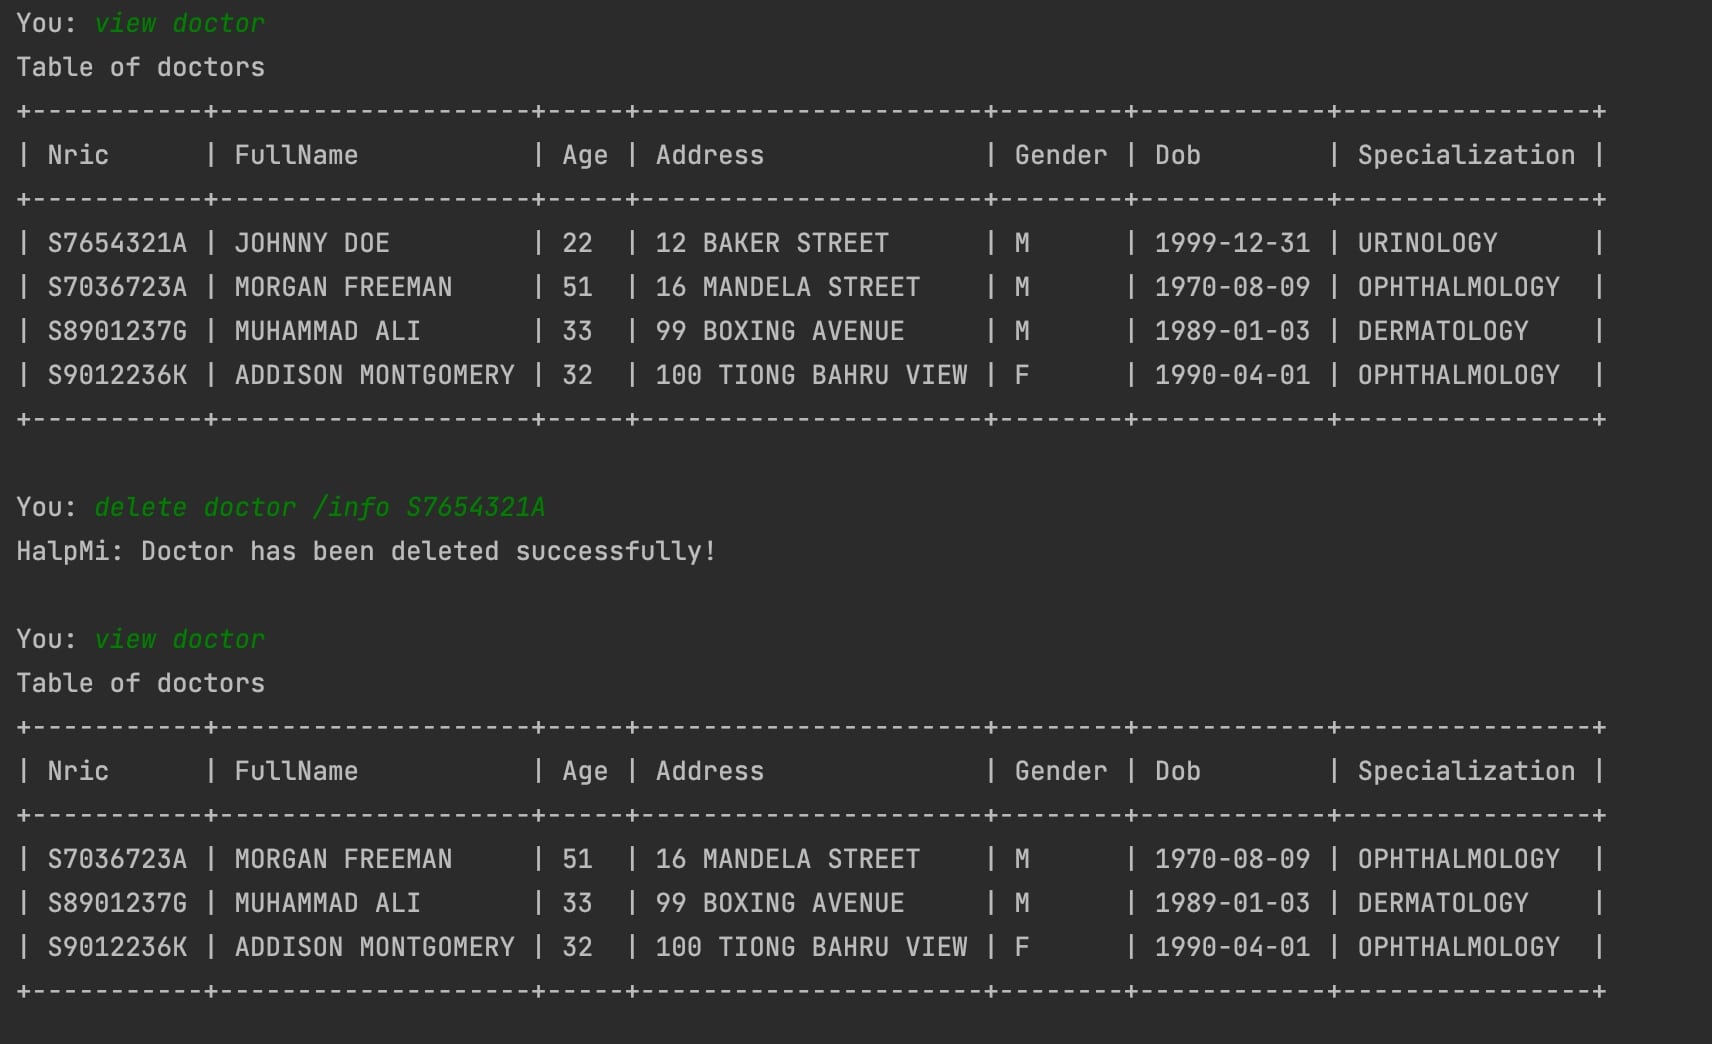 You: view doctor
Table of doctors
+-----------+--------------------+-----+----------------------+--------+------------+----------------+
| Nric      | FullName           | Age | Address              | Gender | Dob        | Specialization |
+-----------+--------------------+-----+----------------------+--------+------------+----------------+
| S7654321A | JOHNNY DOE         | 22  | 12 BAKER STREET      | M      | 1999-12-31 | URINOLOGY      |
| S7036723A | MORGAN FREEMAN     | 51  | 16 MANDELA STREET    | M      | 1970-08-09 | OPHTHALMOLOGY  |
| S8901237G | MUHAMMAD ALI       | 33  | 99 BOXING AVENUE     | M      | 1989-01-03 | DERMATOLOGY    |
| S9012236K | ADDISON MONTGOMERY | 32  | 100 TIONG BAHRU VIEW | F      | 1990-04-01 | OPHTHALMOLOGY  |
+-----------+--------------------+-----+----------------------+--------+------------+----------------+
You: delete doctor /info S7654321A
HalpMi: Doctor has been deleted successfully!
You: view doctor
Table of doctors
+-----------+--------------------+-----+----------------------+--------+------------+----------------+
| Nric      | FullName           | Age | Address              | Gender | Dob        | Specialization |
+-----------+--------------------+-----+----------------------+--------+------------+----------------+
| S7036723A | MORGAN FREEMAN     | 51  | 16 MANDELA STREET    | M      | 1970-08-09 | OPHTHALMOLOGY  |
| S8901237G | MUHAMMAD ALI       | 33  | 99 BOXING AVENUE     | M      | 1989-01-03 | DERMATOLOGY    |
| S9012236K | ADDISON MONTGOMERY | 32  | 100 TIONG BAHRU VIEW | F      | 1990-04-01 | OPHTHALMOLOGY  |
+-----------+--------------------+-----+----------------------+--------+------------+----------------+